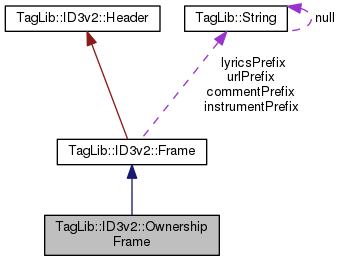 TagLib::ID3v2::Header
TagLib::String
null
lyricsPrefix
urlPrefix
commentPrefix
instrumentPrefix
TagLib::ID3v2::Frame
TagLib::ID3v2::Ownership
Frame